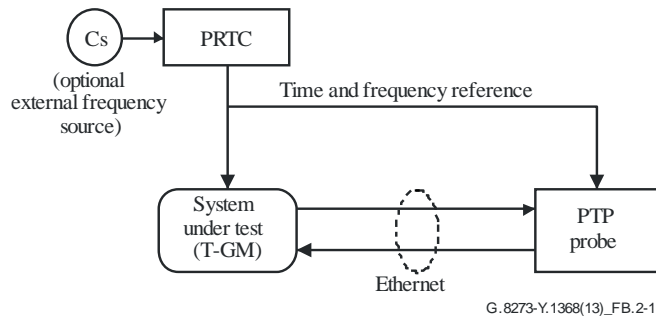 Cs
PRTC
(optional
external frequency
source)
Time and frequency reference
System
under test
(T-GM)
PTP
probe
Ethernet
G.8273-Y.1368(13)_FB.2-1